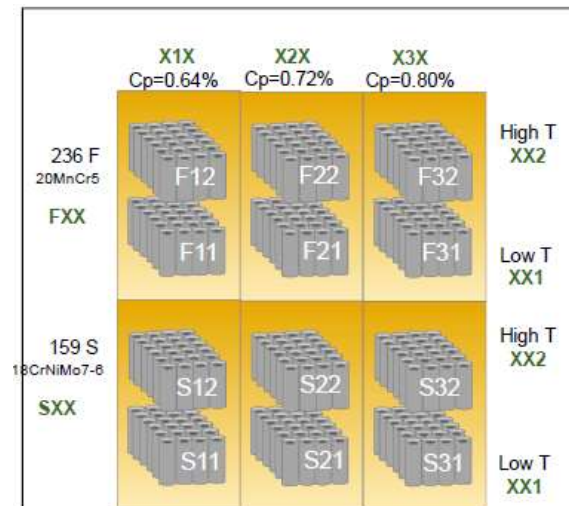 X1X X2X X3X
Cp=0.64% Cp=0.72% Cp=0.80%
236 F
20MnCr5
FXX
F12 F22 F32
High T
XX2
F11 F21 F31
Low T
XX1
159 S
18CrNiMo7-6
SXX
S12 S22 S32
High T
XX2
S11 S21 S31
Low T
XX1